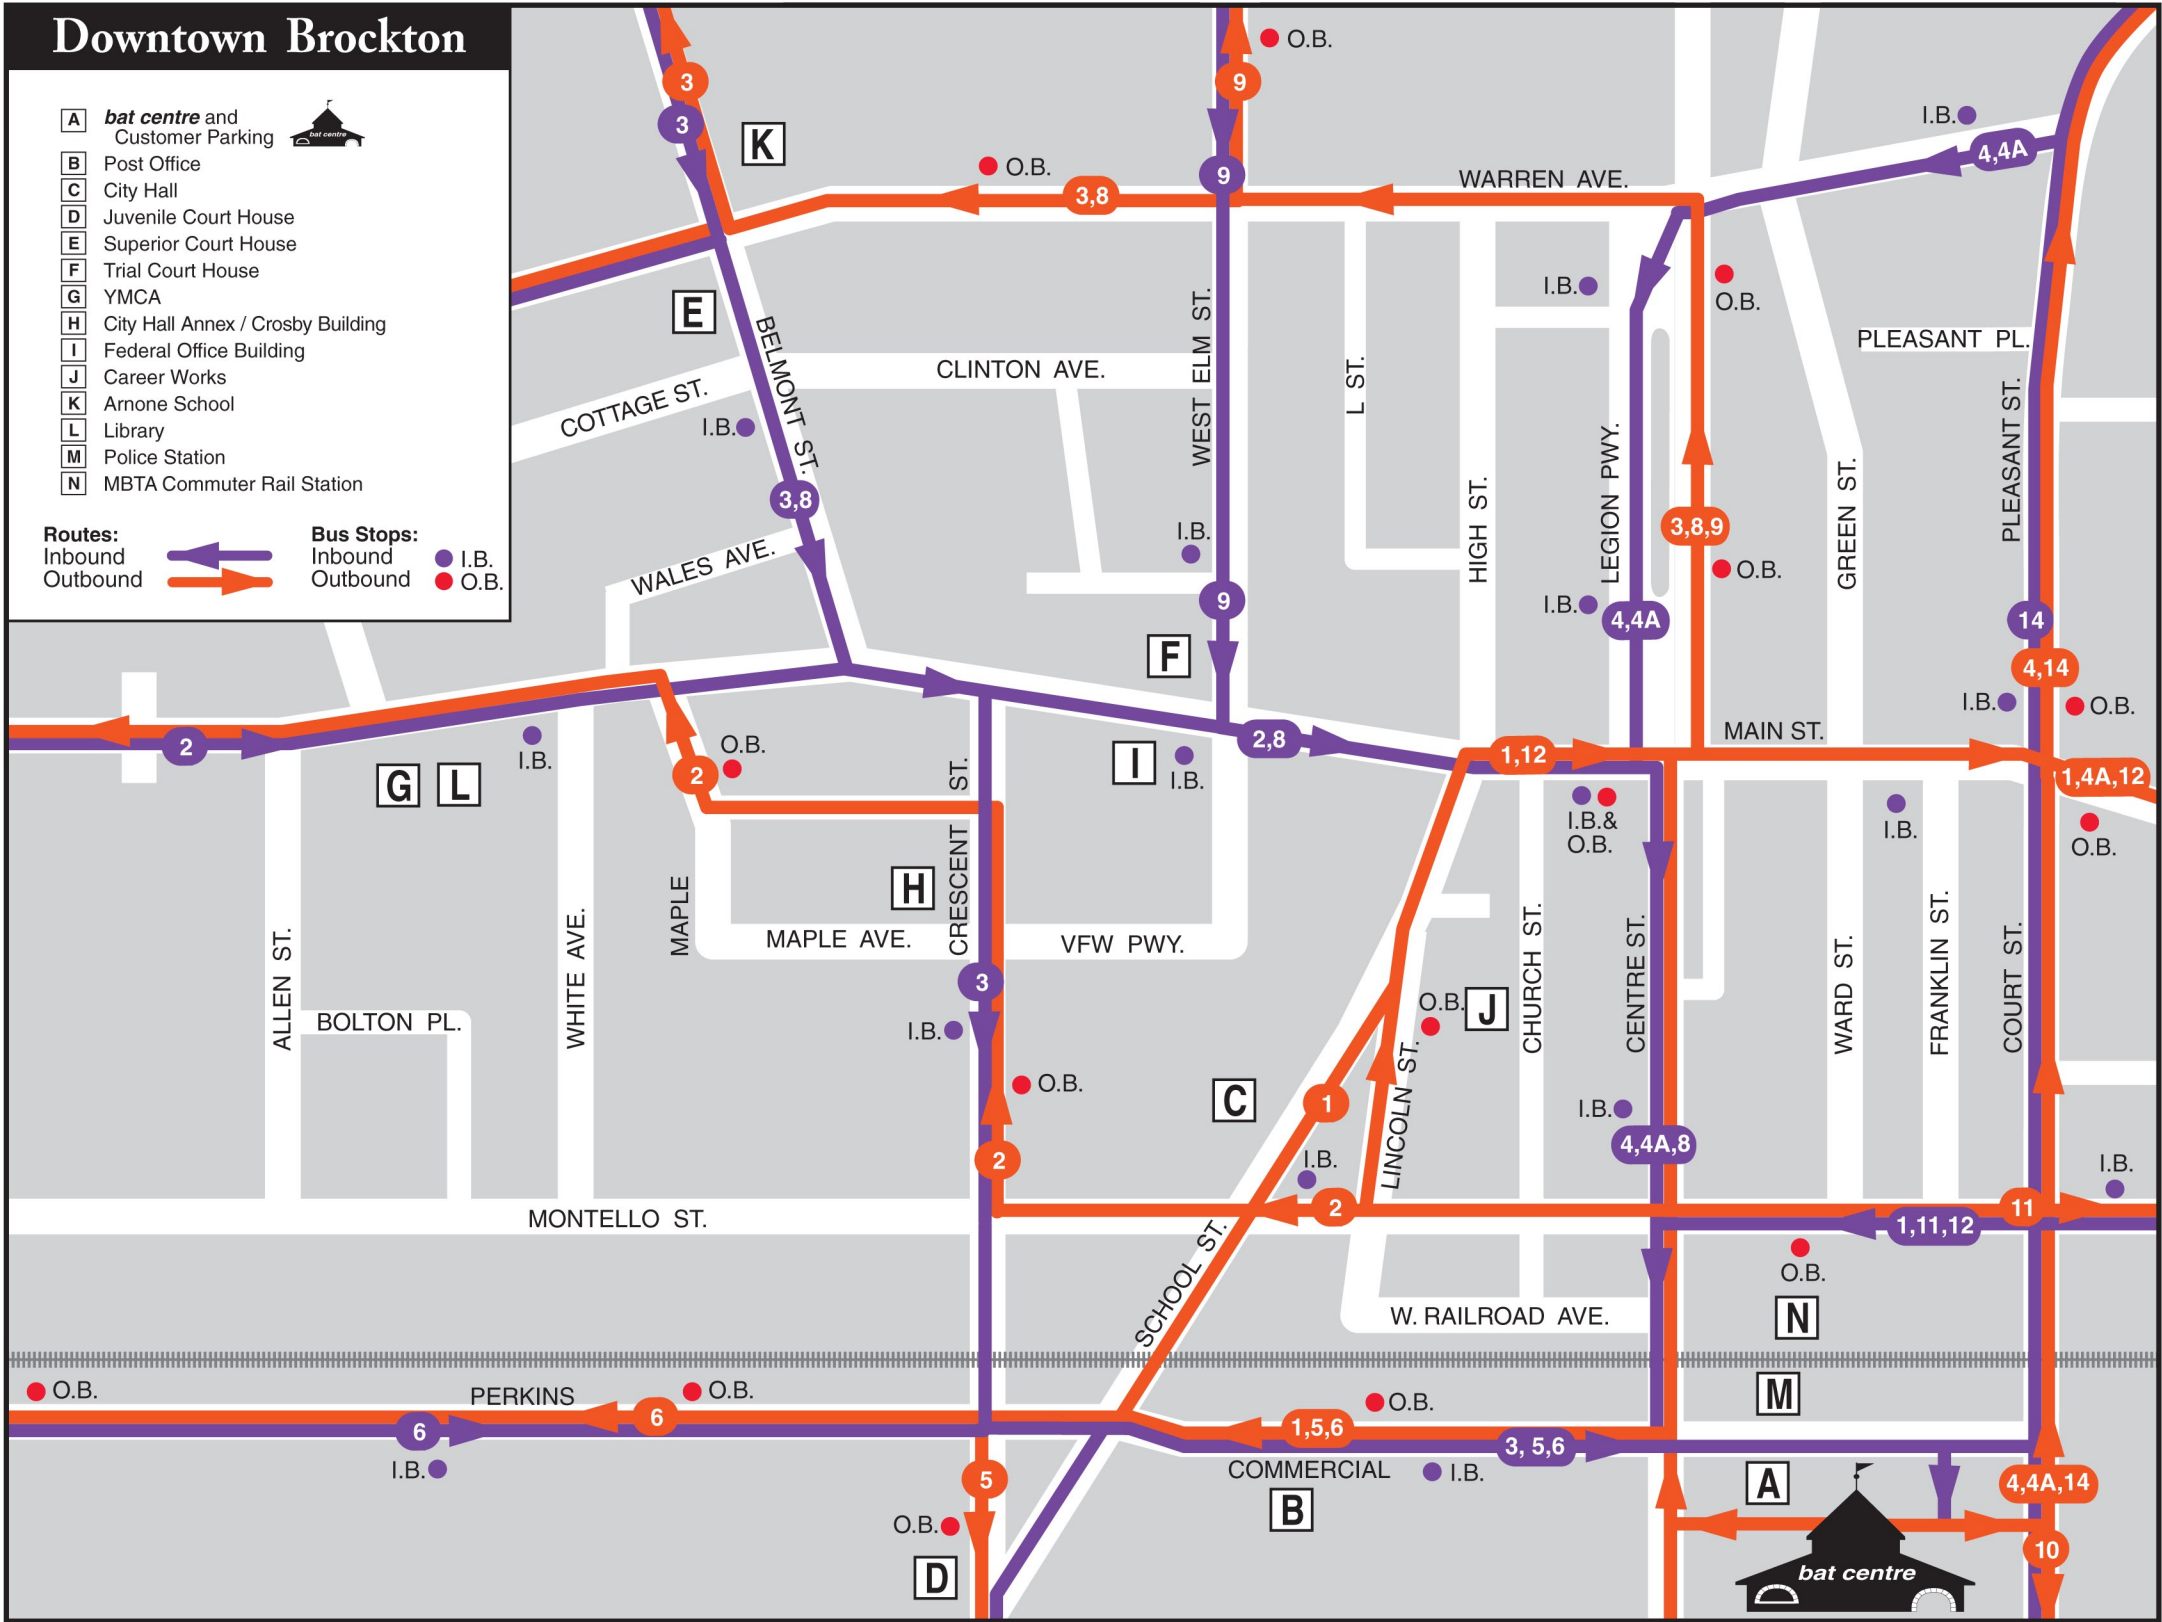 Downtown Brockton
A bat centre and
Customer Parking
bat centre
B Post Office
C City Hall
D Juvenile Court House
E Superior Court House
F Trial Court House
G YMCA
H City Hall Annex / Crosby Building
I Federal Office Building
J Career Works
K Arnone School
L Library
M Police Station
N MBTA Commuter Rail Station
Routes:
Inbound
Outbound
Bus Stops:
Inbound I.B.
Outbound O.B.
3
3
K
9
O.B.
9
O.B.
3,8
WARREN AVE.
I.B.
4,4A
E
BELMONT ST.
COTTAGE ST.
I.B.
CLINTON AVE.
WEST ELM ST.
L ST.
I.B.
O.B.
PLEASANT PL.
PLEASANT ST.
HIGH ST.
LEGION PWY.
GREEN ST.
3,8
3,8,9
O.B.
WALES AVE.
I.B.
9
I.B.
4,4A
14
F
4,14
I.B.
O.B.
2
I.B.
G
L
2
O.B.
I
I.B.
2,8
1,12
MAIN ST.
1,4A,12
I.B.&
O.B.
I.B.
O.B.
CRESCENT ST.
H
MAPLE
MAPLE AVE.
VFW PWY.
ALLEN ST.
BOLTON PL.
WHITE AVE.
3
I.B.
O.B.
O.B.
J
CHURCH ST.
CENTRE ST.
WARD ST.
FRANKLIN ST.
COURT ST.
C
1
LINCOLN ST.
I.B.
4,4A,8
2
I.B.
2
I.B.
11
1,11,12
MONTELLO ST.
SCHOOL ST.
O.B.
N
W. RAILROAD AVE.
O.B.
PERKINS
O.B.
6
6
I.B.
O.B.
1,5,6
3, 5,6
M
COMMERCIAL
I.B.
B
5
O.B.
D
A
bat centre
4,4A,14
10